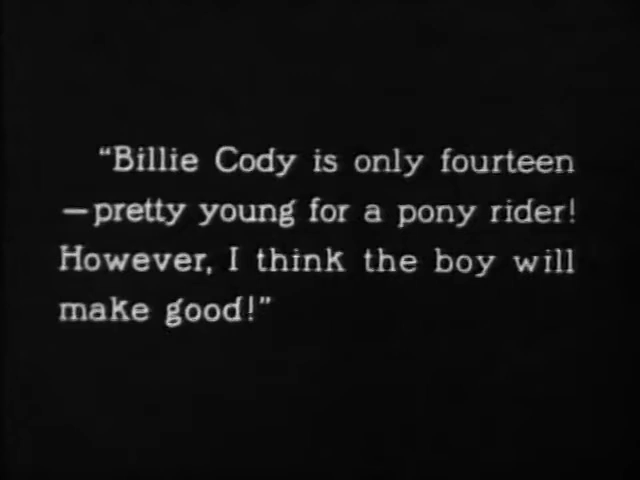 “Billie Cody is only fourteen
—pretty young for a pony rider!
However, I think the boy will
make good!”